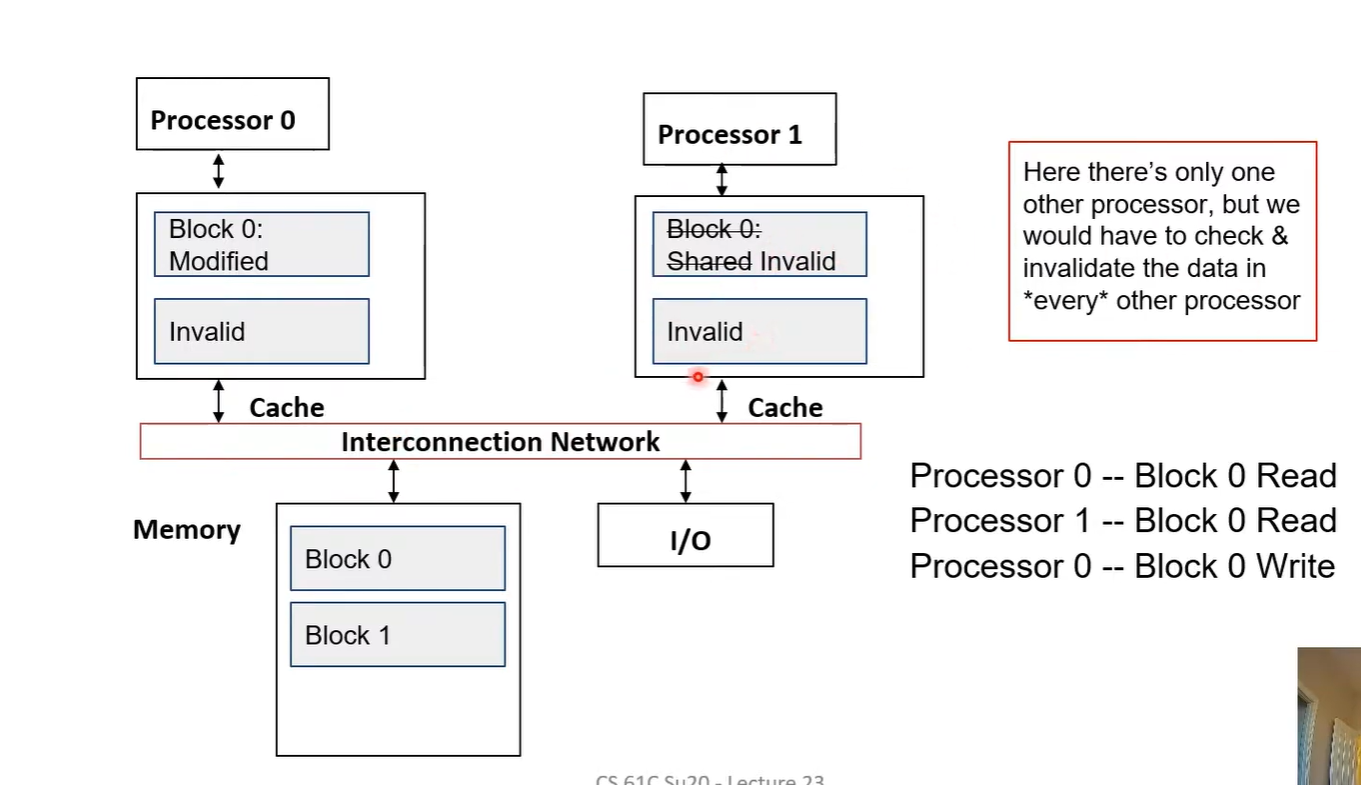 Processor 0
Processor 1
Block 0:
Modified
Invalid
Block 0:
Shared Invalid
Invalid
Here there's only one
other processor, but we
would have to check &
invalidate the data in
*every* other processor
Cache
Cache
Interconnection Network
Processor 0 -- Block 0 Read
Processor 1 -- Block 0 Read
Processor 0 -- Block 0 Write
Memory
Block 0
Block 1
I/O
CS 61C Su20 - Lecture 23